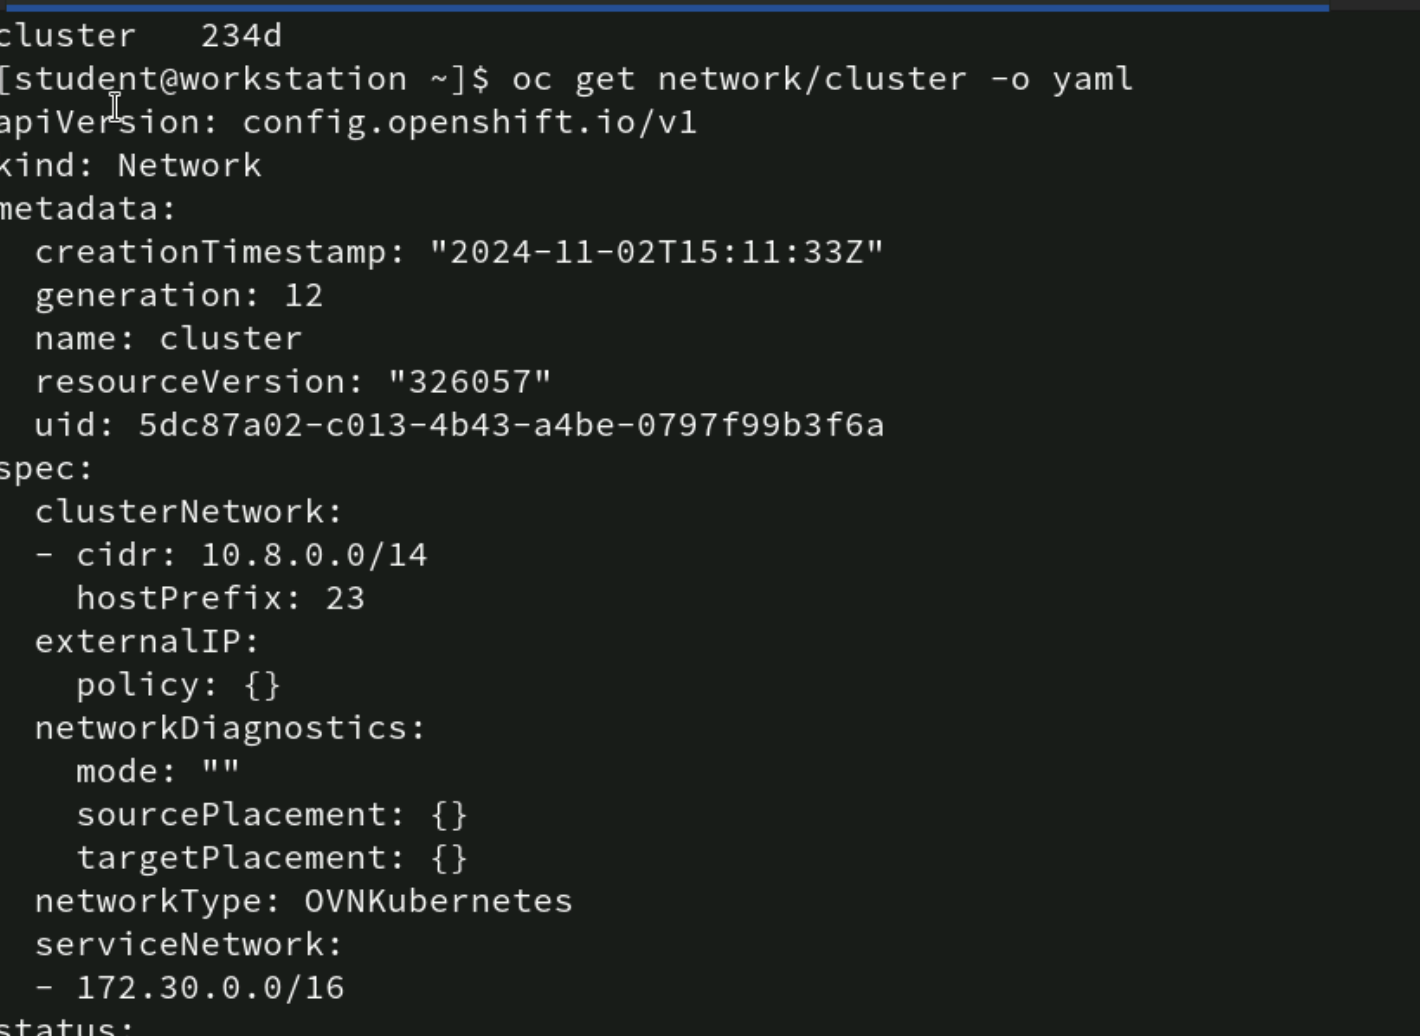 cluster   234d
[student@workstation ~]$ oc get network/cluster -o yaml
apiVersion: config.openshift.io/v1
kind: Network
metadata:
  creationTimestamp: "2024-11-02T15:11:33Z"
  generation: 12
  name: cluster
  resourceVersion: "326057"
  uid: 5dc87a02-c013-4b43-a4be-0797f99b3f6a
spec:
  clusterNetwork:
  - cidr: 10.8.0.0/14
    hostPrefix: 23
  externalIP:
    policy: {}
  networkDiagnostics:
    mode: ""
    sourcePlacement: {}
    targetPlacement: {}
  networkType: OVNKubernetes
  serviceNetwork:
  - 172.30.0.0/16
status: